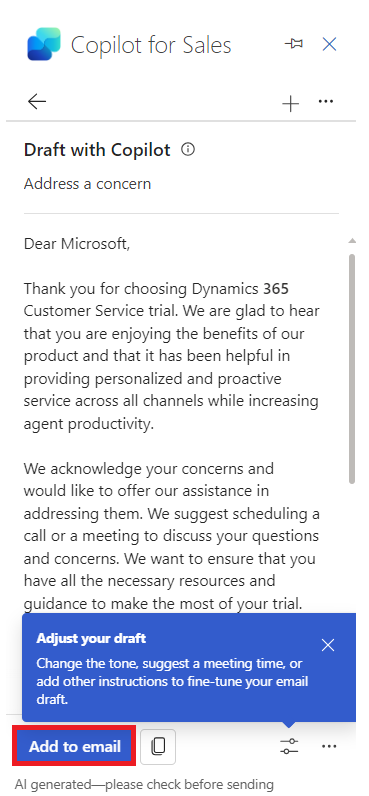 Copilot for Sales
Draft with Copilot
Address a concern
Dear Microsoft,
Thank you for choosing Dynamics 365
Customer Service trial. We are glad to hear
that you are enjoying the benefits of our
product and that it has been helpful in
providing personalized and proactive
service across all channels while increasing
agent productivity.
We acknowledge your concerns and
would like to offer our assistance in
addressing them. We suggest scheduling a
call or a meeting to discuss your questions
and concerns. We want to ensure that you
have all the necessary resources and
guidance to make the most of your trial.
Adjust your draft
Change the tone, suggest a meeting time, or
add other instructions to fine-tune your email
draft.
Add to email
AI generated—please check before sending